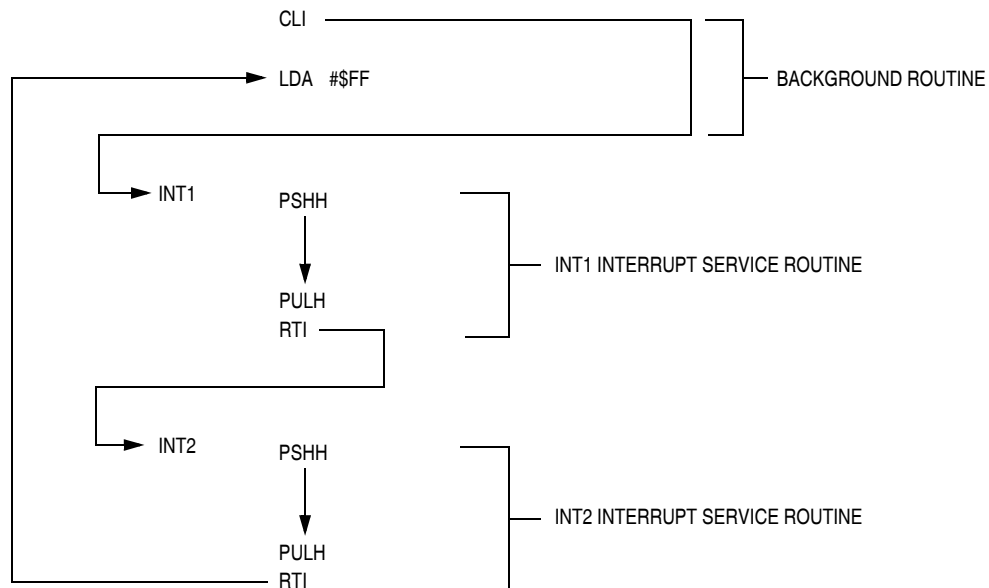 CLI
LDA #$FF
BACKGROUND ROUTINE
INT1
PSHH
INT1 INTERRUPT SERVICE ROUTINE
PULH
RTI
INT2
PSHH
INT2 INTERRUPT SERVICE ROUTINE
PULH
RTI